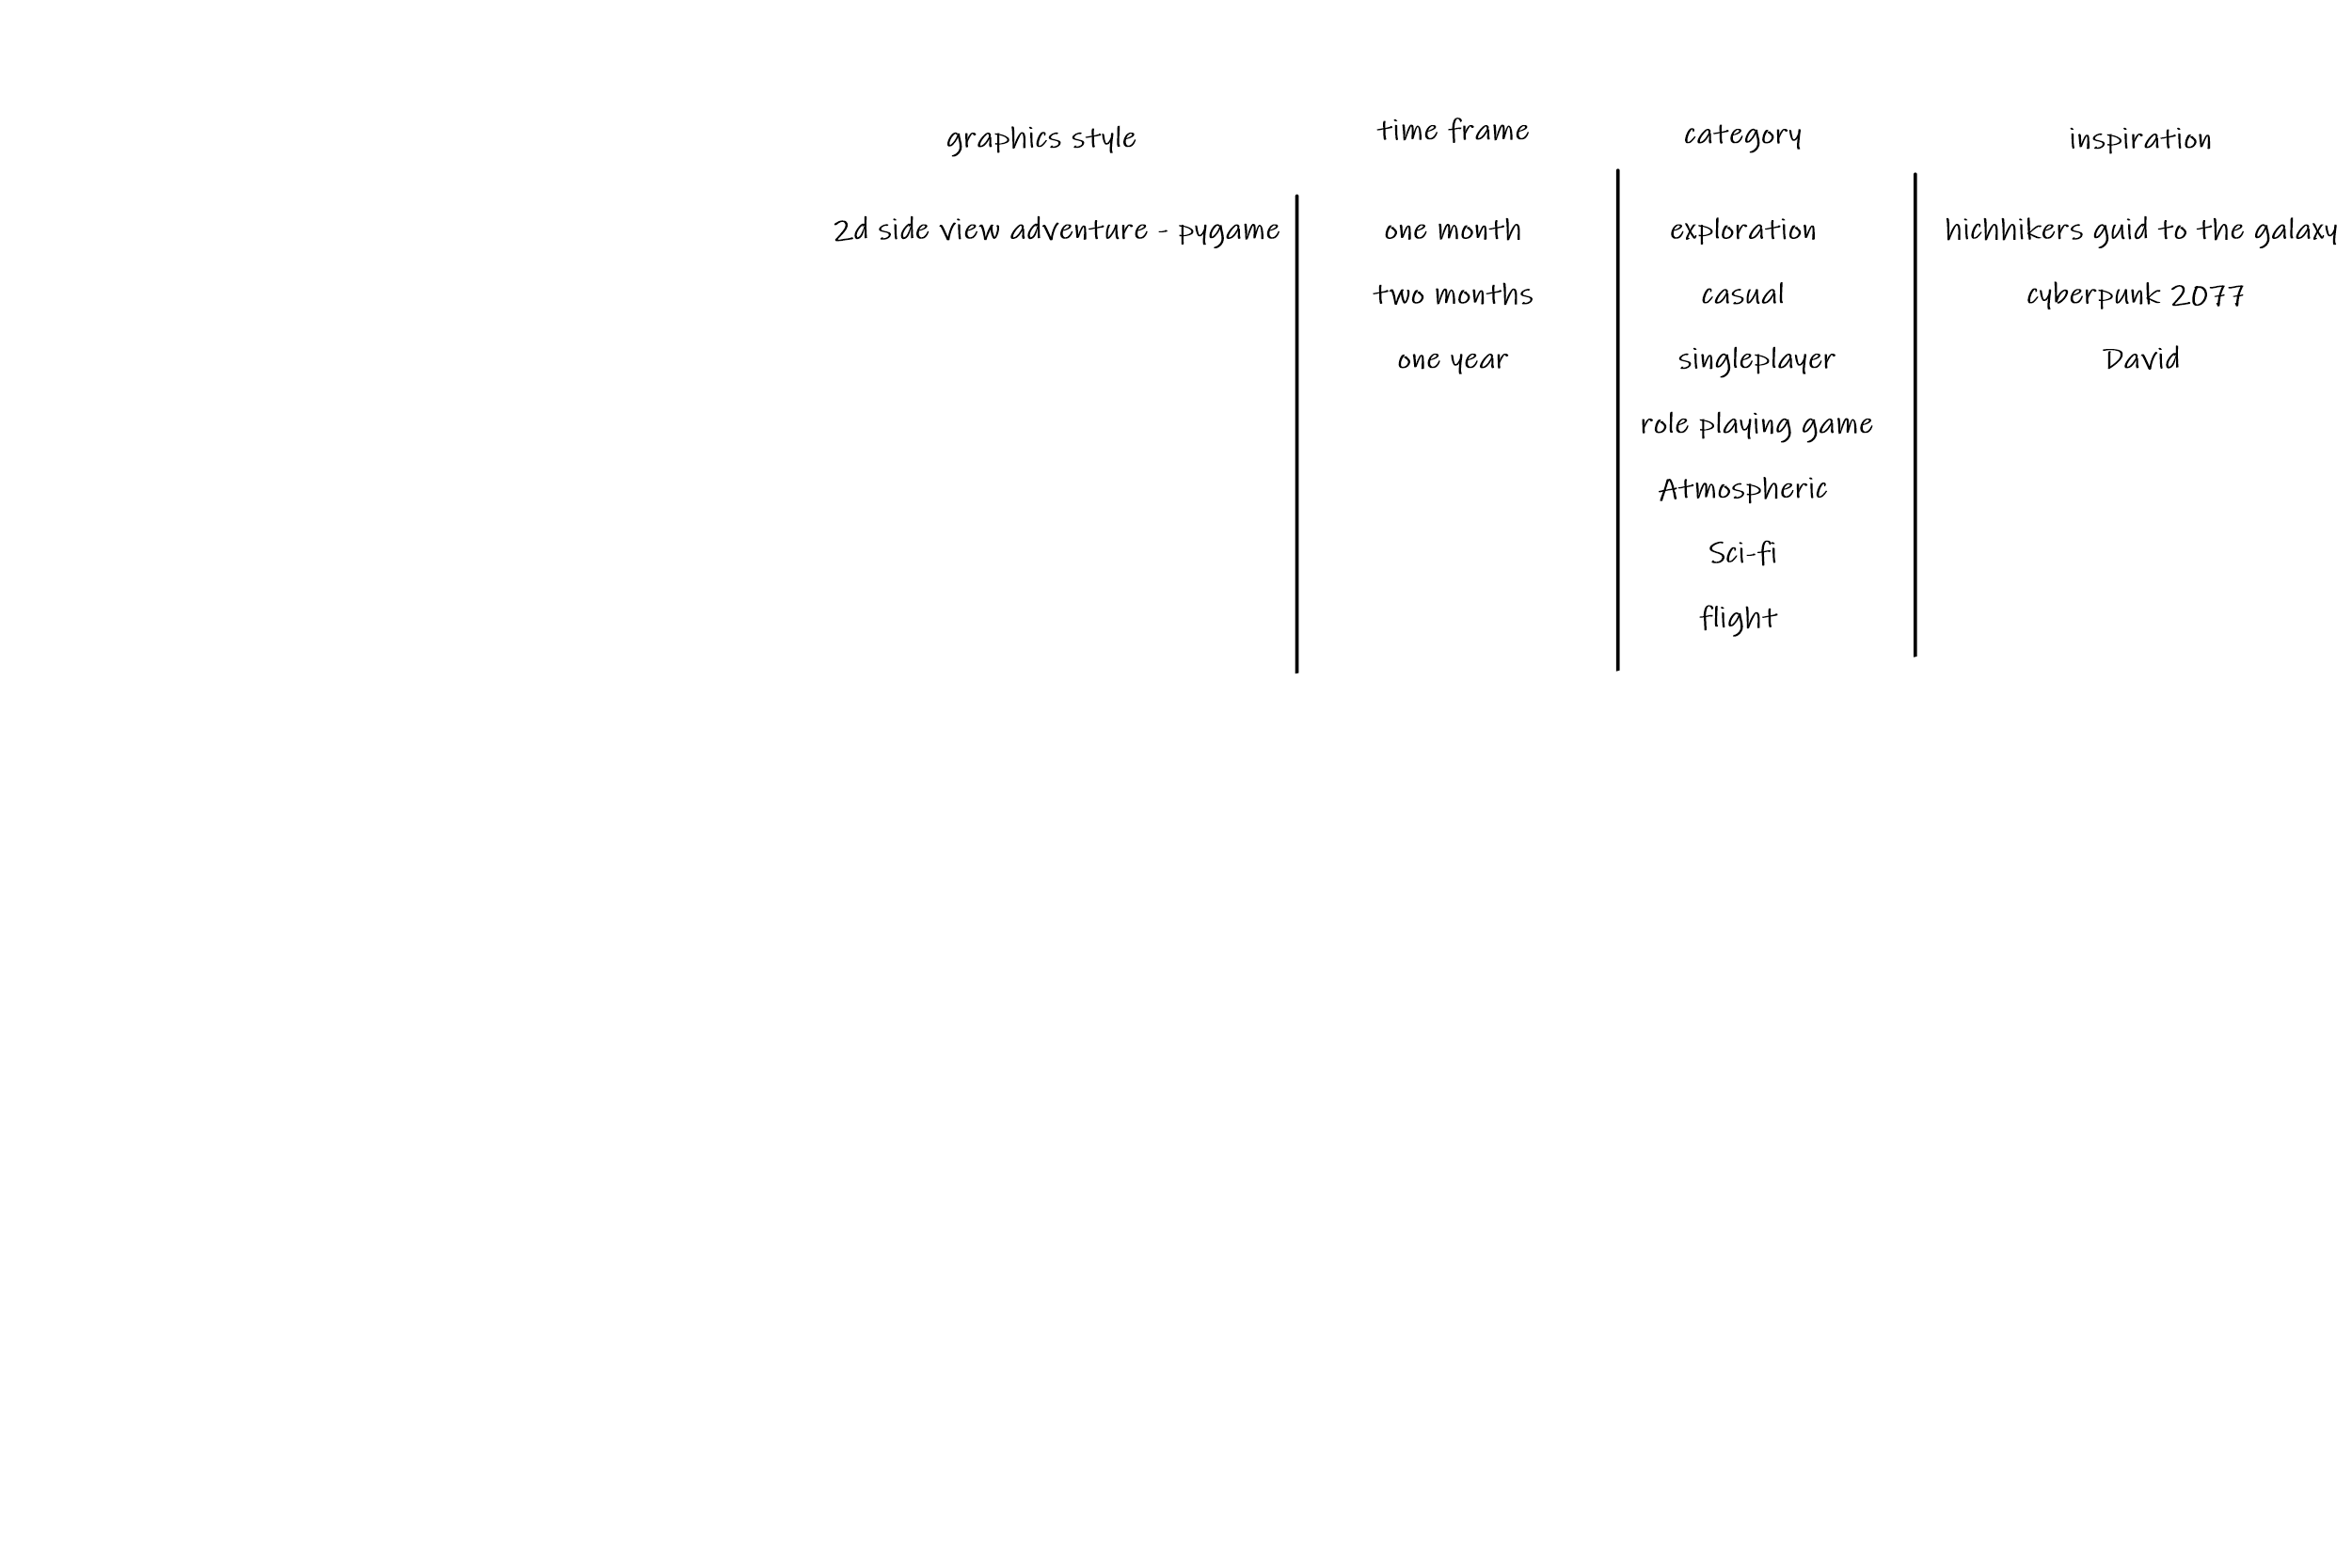 graphics style
2d side view adventure - pygame
time frame
one month
two months
one year
category
exploration
casual
singleplayer
role playing game
Atmospheric
Sci-fi
flight
inspiration
hichhikers guid to the galaxy
cyberpunk 2077
David